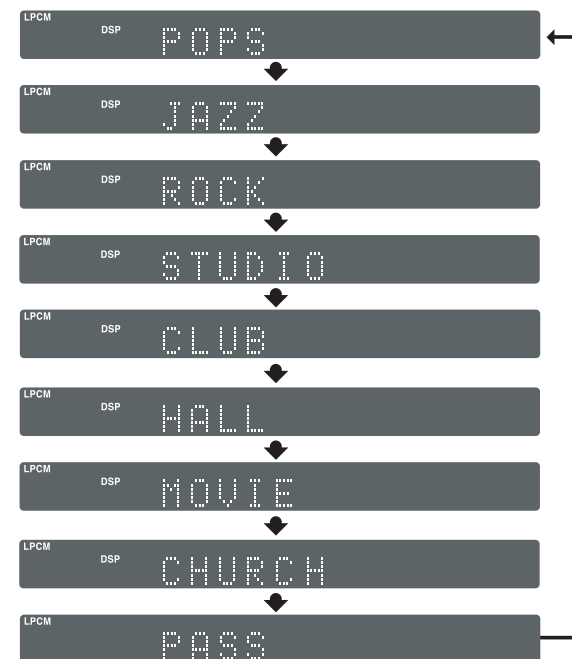 LPCM
DSP POPS
LPCM
DSP JAZZ
LPCM
DSP ROCK
LPCM
DSP STUDIO
LPCM
DSP CLUB
LPCM
DSP HALL
LPCM
DSP MOVIE
LPCM
DSP CHURCH
LPCM
PASS